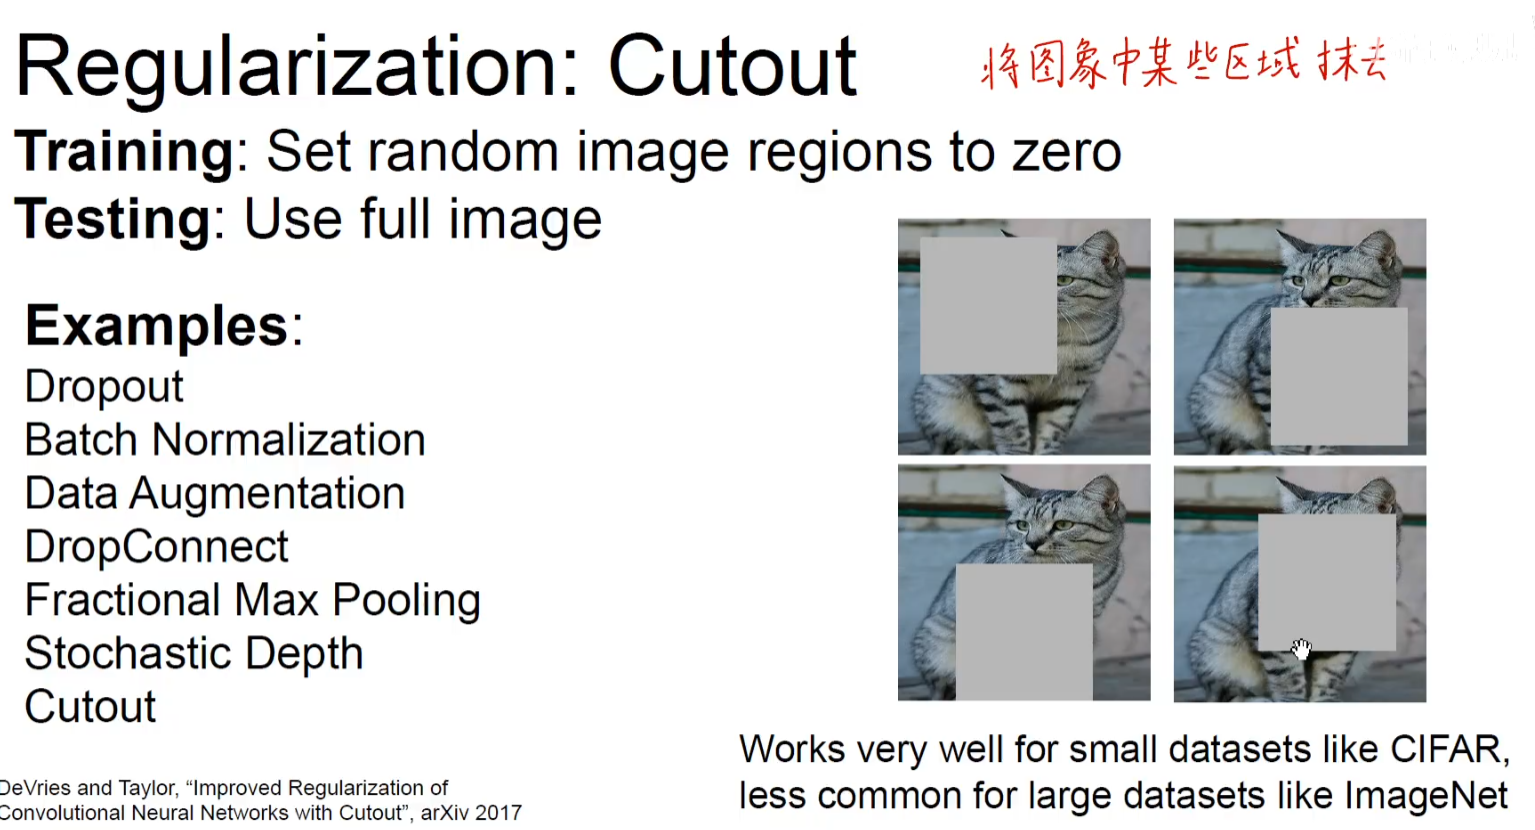 Regularization: Cutout
将图象中某些区域抹去
Training: Set random image regions to zero
Testing: Use full image
Examples:
Dropout
Batch Normalization
Data Augmentation
DropConnect
Fractional Max Pooling
Stochastic Depth
Cutout
Works very well for small datasets like CIFAR,
less common for large datasets like ImageNet
DeVries and Taylor, “Improved Regularization of
Convolutional Neural Networks with Cutout”, arXiv 2017